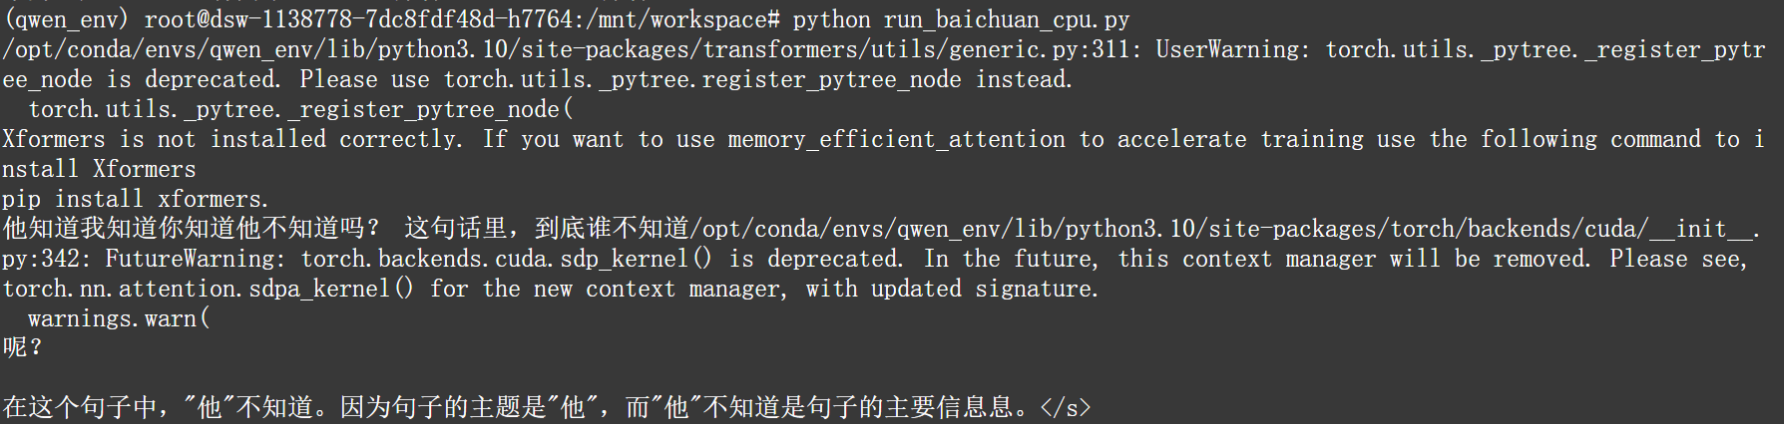 (qwen_env) root@dsw-1138778-7dc8fdf48d-h7764:/mnt/workspace# python run_baichuan_cpu.py
/opt/conda/envs/qwen_env/lib/python3.10/site-packages/transformers/utils/generic.py:311: UserWarning: torch.utils._pytree._register_pytr
ee_node is deprecated. Please use torch.utils._pytree.register_pytree_node instead.
  torch.utils._pytree._register_pytree_node(
Xformers is not installed correctly. If you want to use memory_efficient_attention to accelerate training use the following command to i
nstall Xformers
pip install xformers.
他知道我知道你知道他不知道吗？ 这句话里，到底谁不知道/opt/conda/envs/qwen_env/lib/python3.10/site-packages/torch/backends/cuda/__init__.
py:342: FutureWarning: torch.backends.cuda.sdp_kernel() is deprecated. In the future, this context manager will be removed. Please see,
torch.nn.attention.sdpa_kernel() for the new context manager, with updated signature.
  warnings.warn(
呢？
在这个句子中，"他"不知道。因为句子的主题是"他"，而"他"不知道是句子的主要信息息。</s>